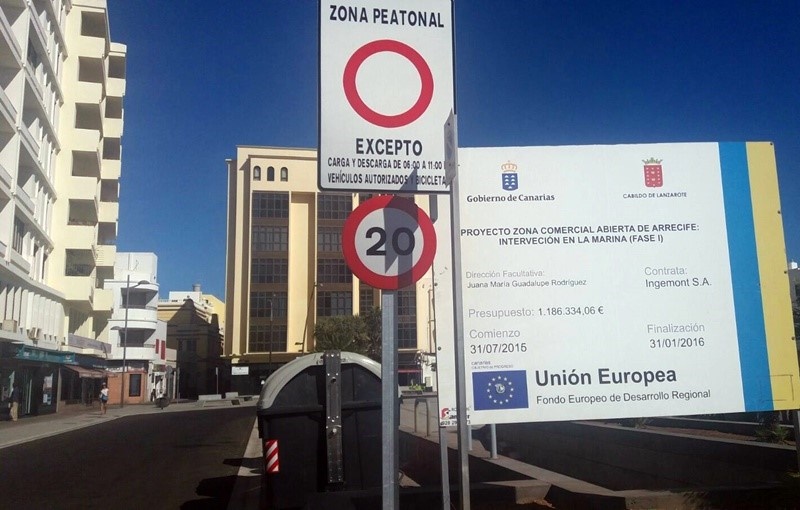 ZONA PEATONAL
EXCEPTO
CARGA Y DESCARGA DE 06:00 A 11:00
VEHÍCULOS AUTORIZADOS Y BICICLETA
20
Gobierno de Canarias
CABILDO DE LANZAROTE
PROYECTO ZONA COMERCIAL ABIERTA DE ARRECIFE:
INTERVECIÓN EN LA MARINA (FASE I)
Dirección Facultativa:
Juana María Guadalupe Rodríguez
Contrata:
Ingemont S.A.
Presupuesto: 1.186.334,06 €
Comienzo
31/07/2015
Finalización
31/01/2016
Unión Europea
Fondo Europeo de Desarrollo Regional